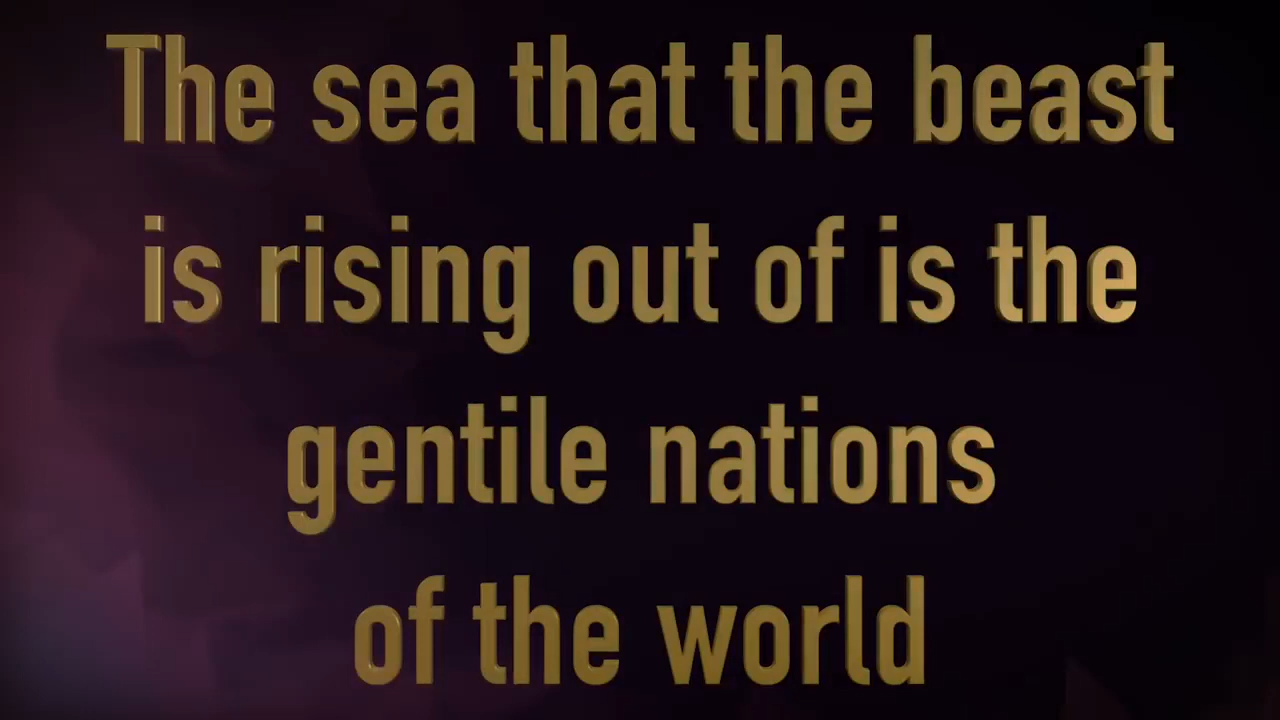 The sea that the beast
is rising out of is the
gentile nations
of the world